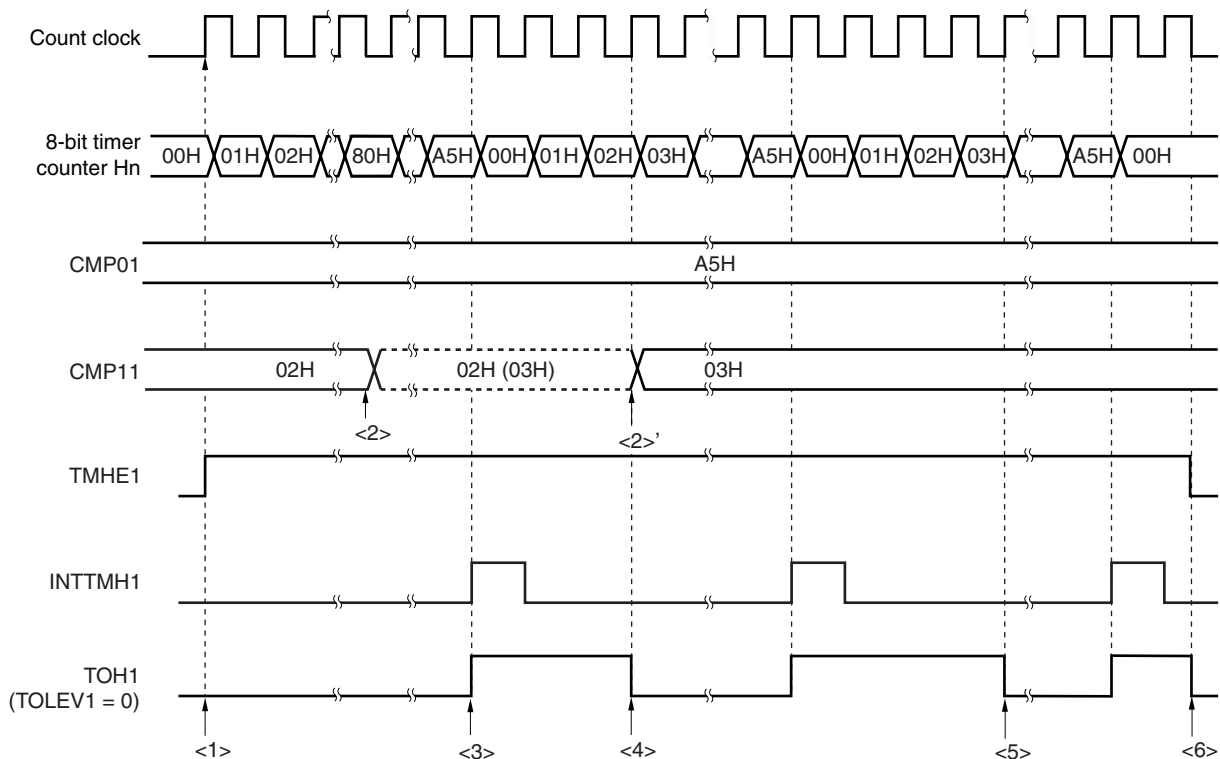 Count clock
8-bit timer
counter Hn
00H 01H 02H 80H A5H 00H 01H 02H 03H A5H 00H 01H 02H 03H A5H 00H
CMP01
A5H
CMP11
02H 02H (03H) 03H
<2> <2>’
TMHE1
INTTMH1
TOH1
(TOLEV1 = 0)
<1> <3> <4> <5> <6>